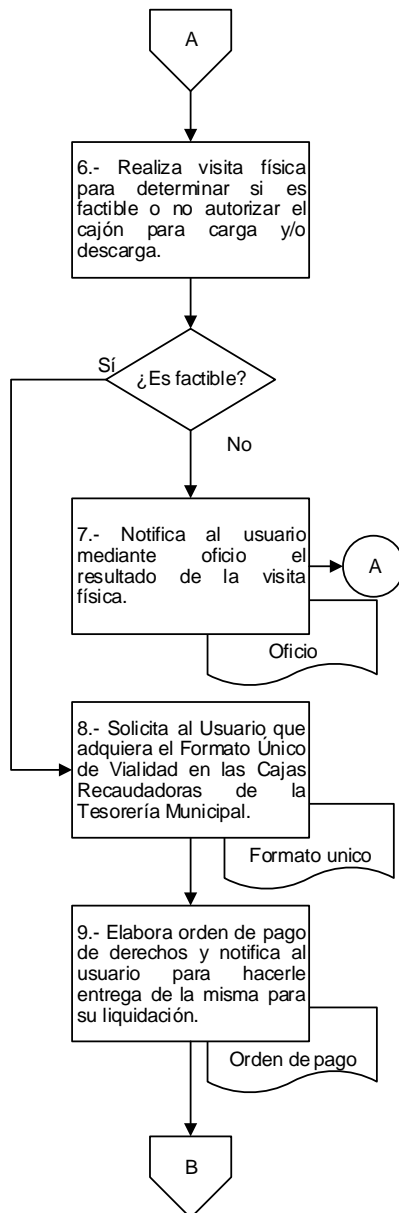 A
6.- Realiza visita física
para determinar si es
factible o no autorizar el
cajón para carga y/o
descarga.
Sí
¿Es factible?
No
7.- Notifica al usuario
mediante oficio el
resultado de la visita
física.
A
Oficio
8.- Solicita al Usuario que
adquiera el Formato Único
de Vialidad en las Cajas
Recaudadoras de la
Tesorería Municipal.
Formato unico
9.- Elabora orden de pago
de derechos y notifica al
usuario para hacerle
entrega de la misma para
su liquidación.
Orden de pago
B